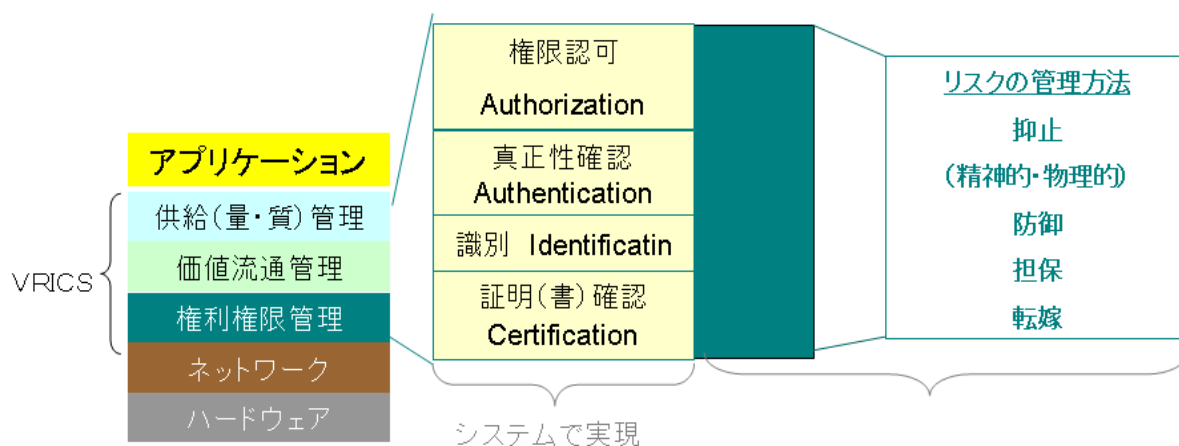 アプリケーション
供給(量・質)管理
価値流通管理
権利権限管理
ネットワーク
ハードウェア
VRICS
権限認可
Authorization
真正性確認
Authentication
識別 Identificatin
証明(書)確認
Certification
システムで実現
リスクの管理方法
抑止
(精神的・物理的)
防御
担保
転嫁